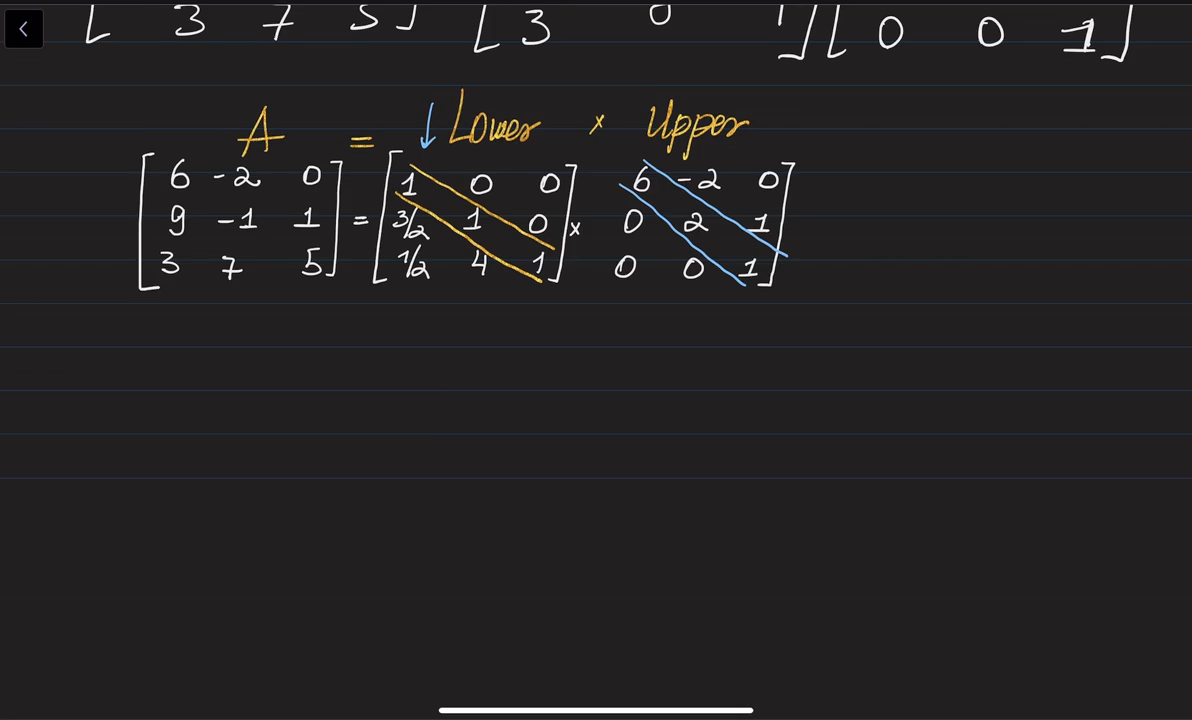 [ 3 7 5 ] [ 3 0 1 ] [ 0 0 1 ]
A = ↓ Lower × Upper
[ 6 -2 0 ] [ 1 0 0 ] 6 -2 0 ]
9 -1 1 = 3/2 1 0 × 0 2 1
[ 3 7 5 ] [ 1/2 4 1 ] 0 0 1 ]